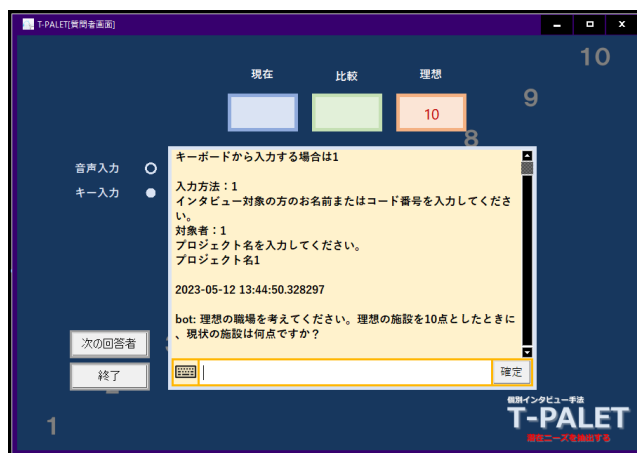 T-PALET[質問者画面]
10
現在
比較
理想
9
10
8
音声入力
キー入力
キーボードから入力する場合は1
入力方法：1
インタビュー対象の方のお名前またはコード番号を入力してくださ
い。
対象者：1
プロジェクト名を入力してください。
プロジェクト名1
2023-05-12 13:44:50.328297
bot: 理想の職場を考えてください。理想の施設を10点としたときに
、現状の施設は何点ですか？
次の回答者
終了
確定
1
個別インタビュー手法
T-PALET
潜在ニーズを抽出する